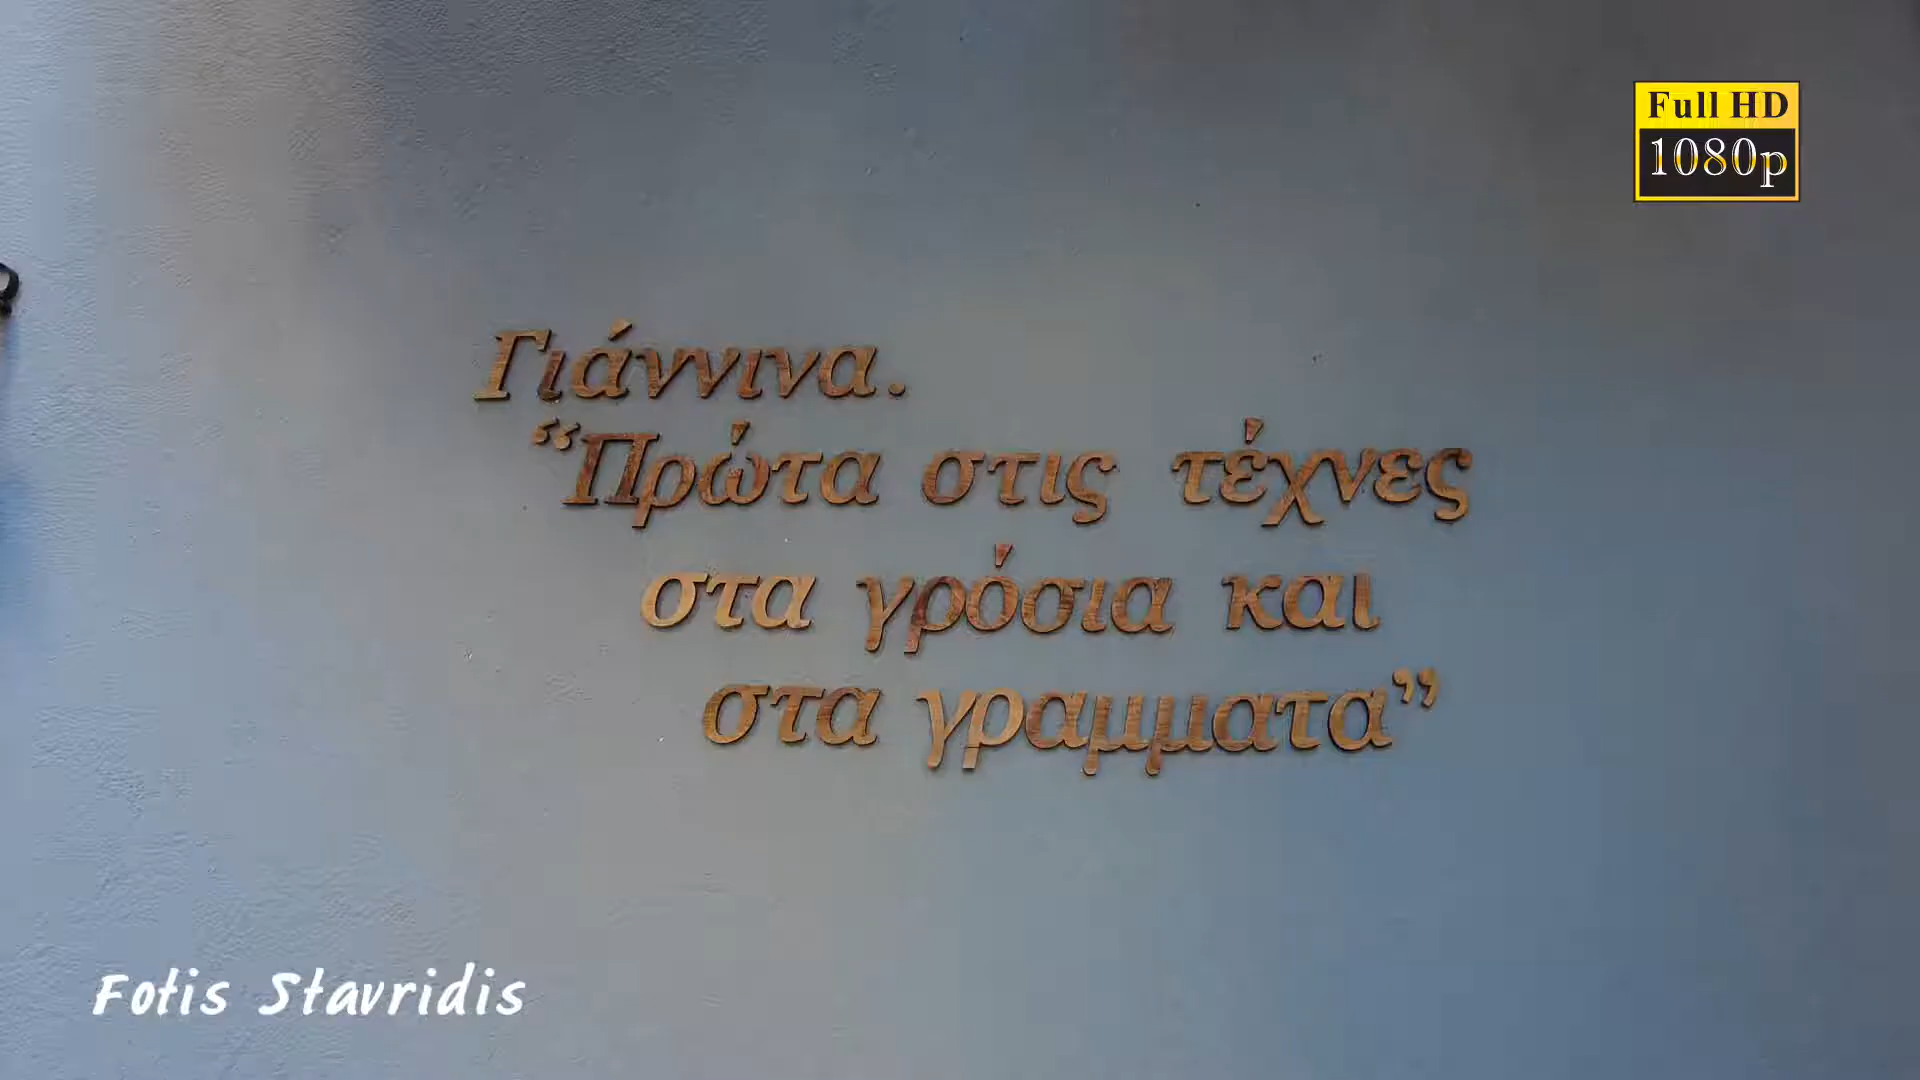 Full HD
1080p
Γιάννινα.
“Πρώτα στις τέχνες
στα γρόσια και
στα γραμματα”
Fotis Stavridis